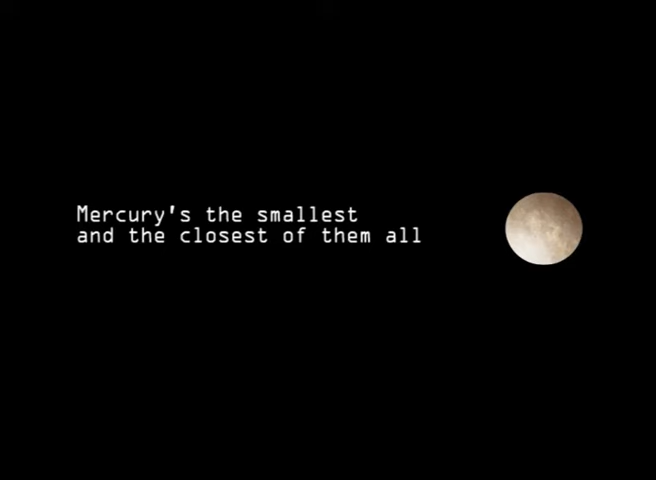 Mercury's the smallest
and the closest of them all